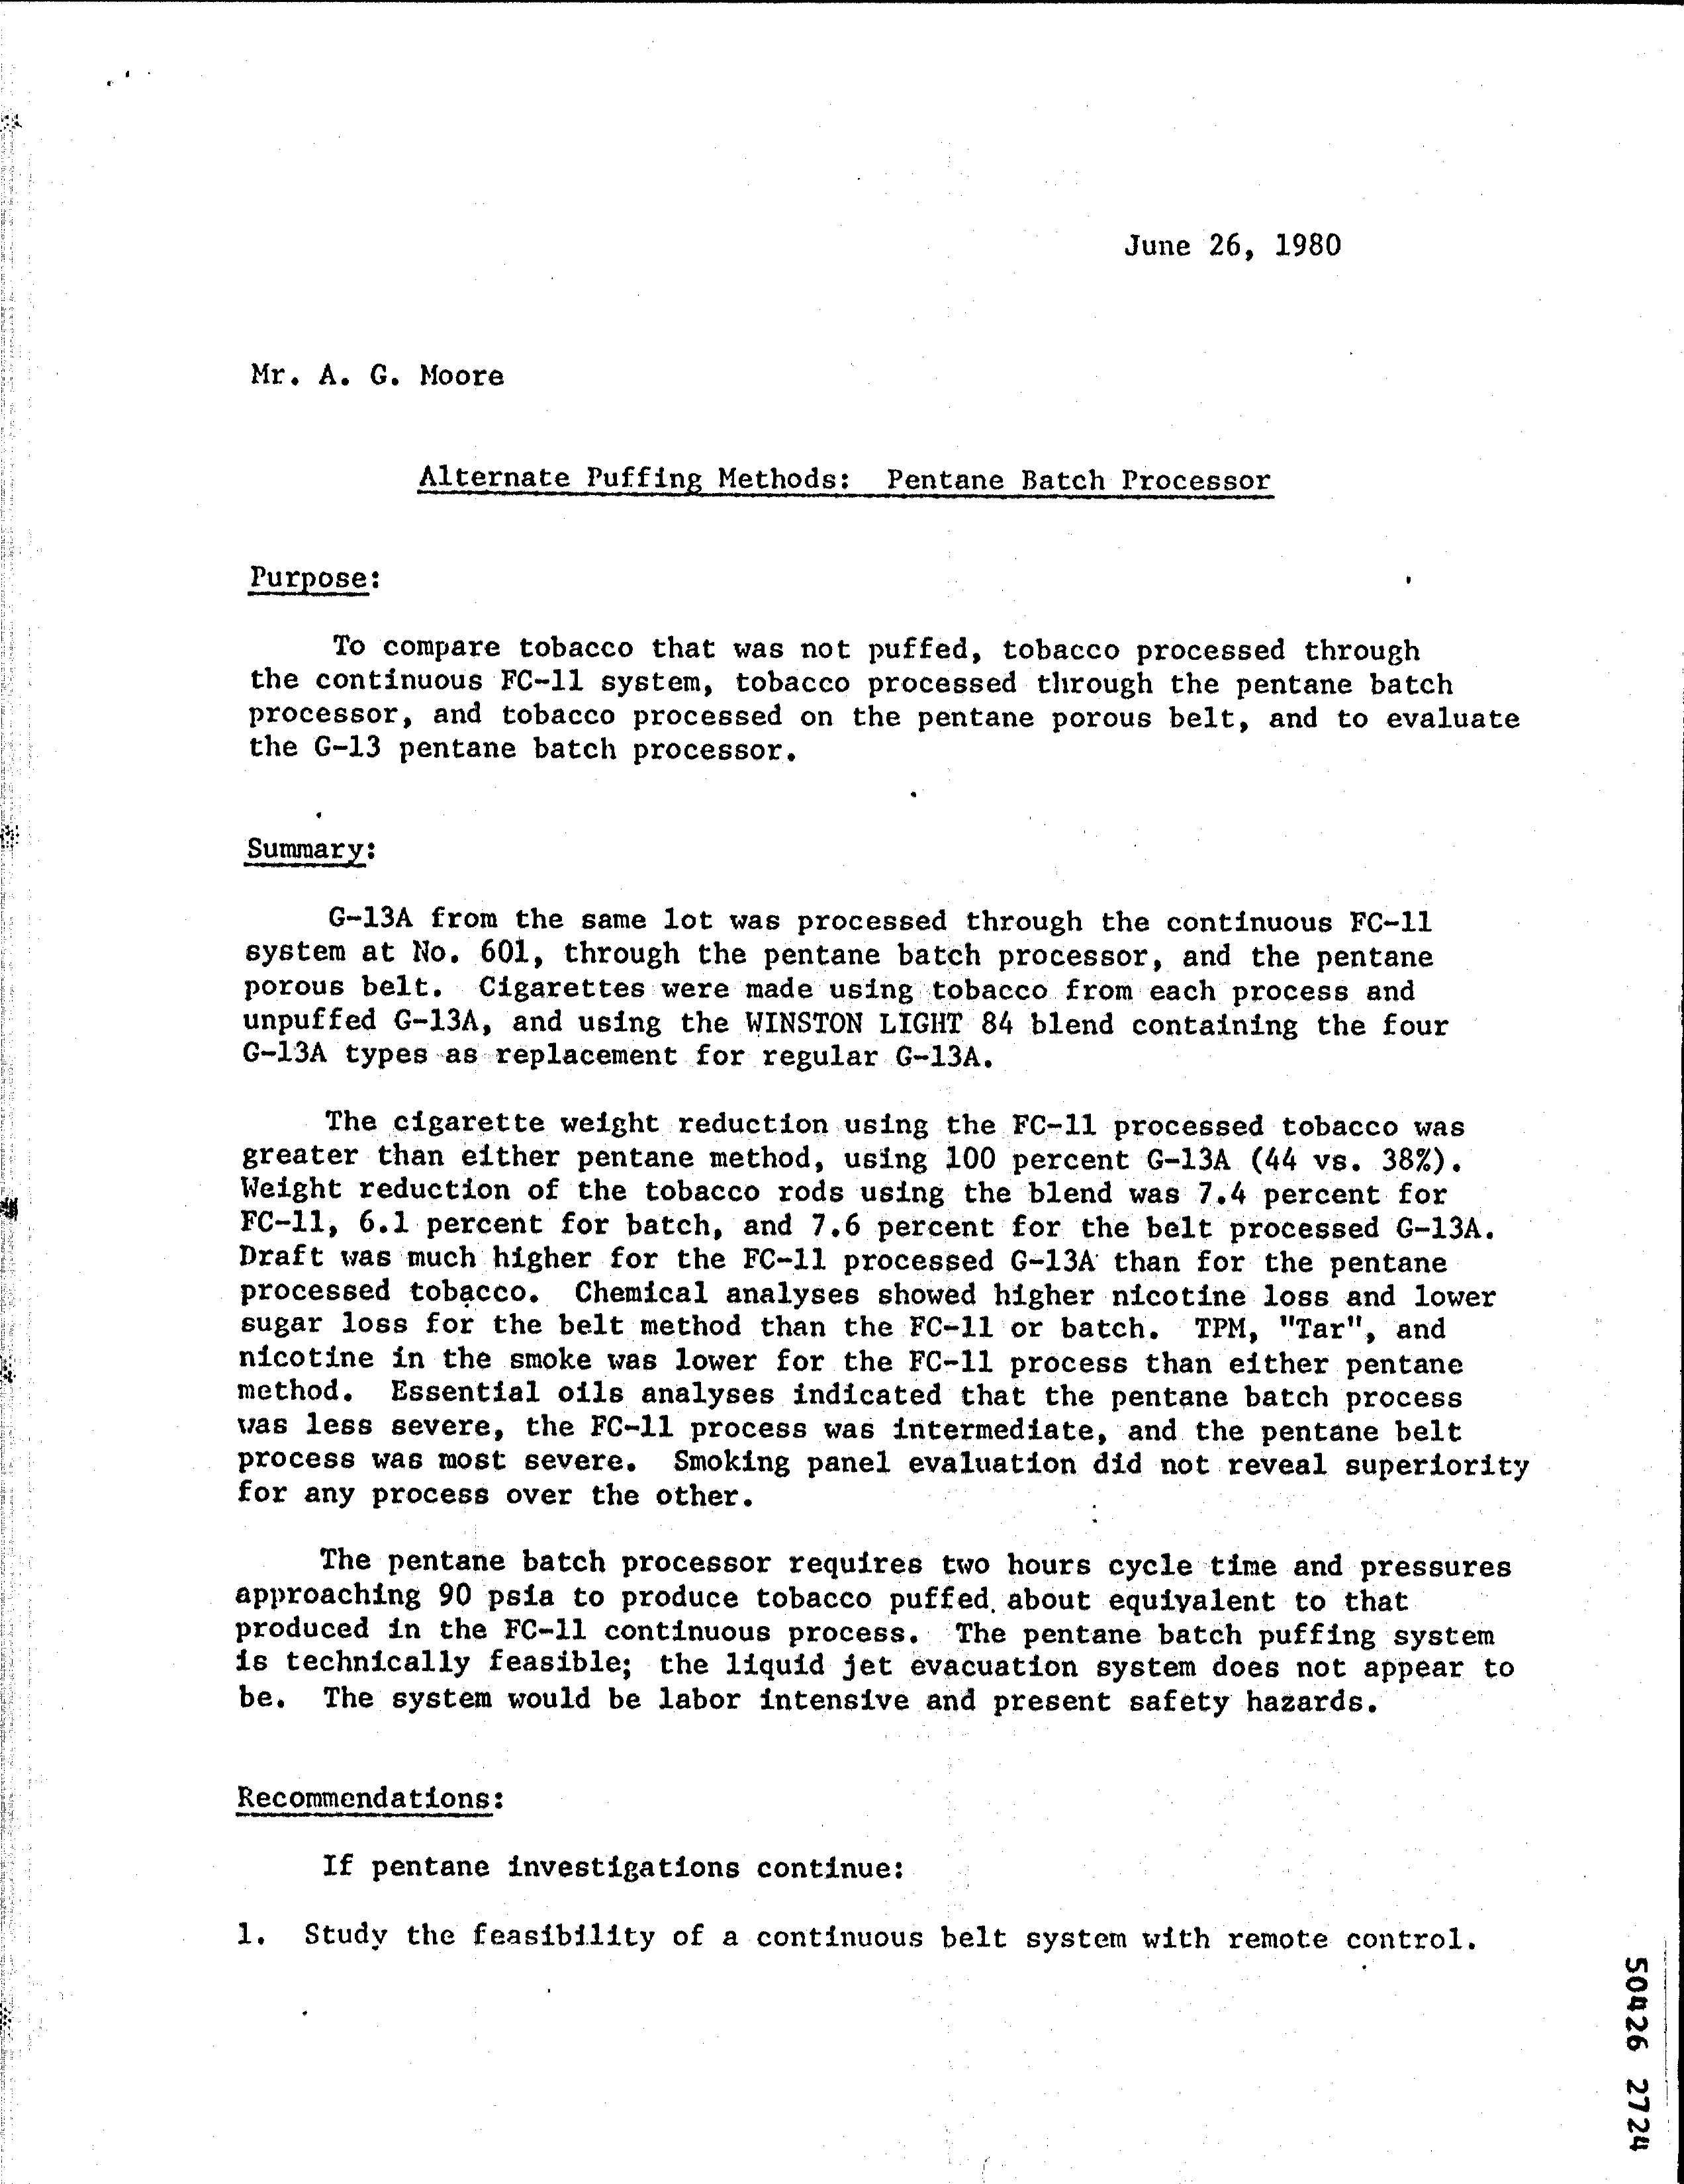 June 26, 1980
Mr. A. G. Moore
Alternate Puffing Methods: Pentane Batch Processor
Purpose:
To compare tobacco that was not puffed, tobacco processed through
the continuous FC-11 system, tobacco processed through the pentane batch
processor, and tobacco processed on the pentane porous belt, and to evaluate
the G-13 pentane batch processor.
Summary:
G-13A from the same lot was processed through the continuous FC-11
system at No. 601, through the pentane batch processor, and the pentane
porous belt. Cigarettes were made using tobacco from each process and
unpuffed G-13A, and using the WINSTON LIGHT 84 blend containing the four
G-13A types as replacement for regular G-13A.
The cigarette weight reduction using the FC-11 processed tobacco was
greater than either pentane method, using 100 percent G-13A (44 vs. 38%).
Weight reduction of the tobacco rods using the blend was 7.4 percent for
FC-11, 6.1 percent for batch, and 7.6 percent for the belt processed G-13A.
Draft was much higher for the FC-11 processed G-13A than for the pentane
processed tobacco. Chemical analyses showed higher nicotine loss and lower
sugar loss for the belt method than the FC-11 or batch. TPM, "Tar", and
nicotine in the smoke was lower for the FC-11 process than either pentane
method. Essential oils analyses indicated that the pentane batch process
was less severe, the FC-11 process was intermediate, and the pentane belt
process was most severe. Smoking panel evaluation did not reveal superiority
for any process over the other.
The pentane batch processor requires two hours cycle time and pressures
approaching 90 psia to produce tobacco puffed about equivalent to that
produced in the FC-11 continuous process. The pentane batch puffing system
is technically feasible; the liquid jet evacuation system does not appear to
be. The system would be labor intensive and present safety hazards.
Recommendations:
If pentane investigations continue:
1. Study the feasibility of a continuous belt system with remote control.
50426 2724